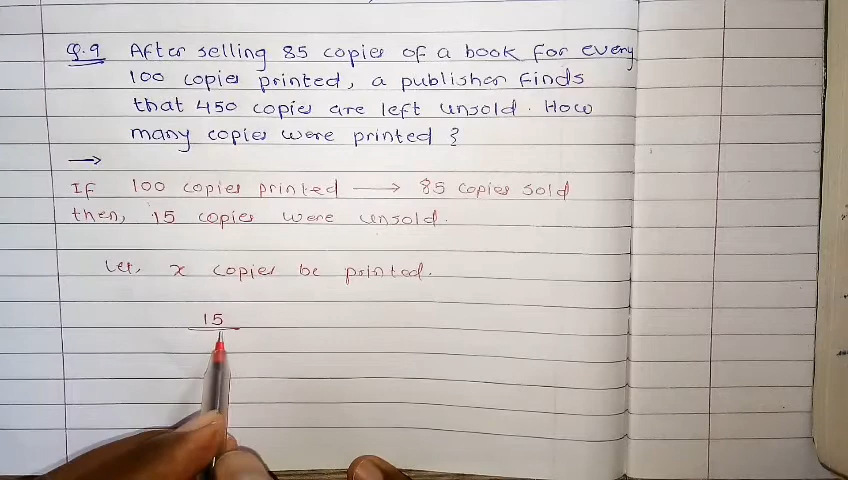 Q.9 After selling 85 copies of a book for every
100 copies printed, a publisher finds
that 450 copies are left unsold. How
many copies were printed?
→
If 100 copies printed → 85 copies sold
then, 15 copies were unsold.
Let, x copies be printed.
15